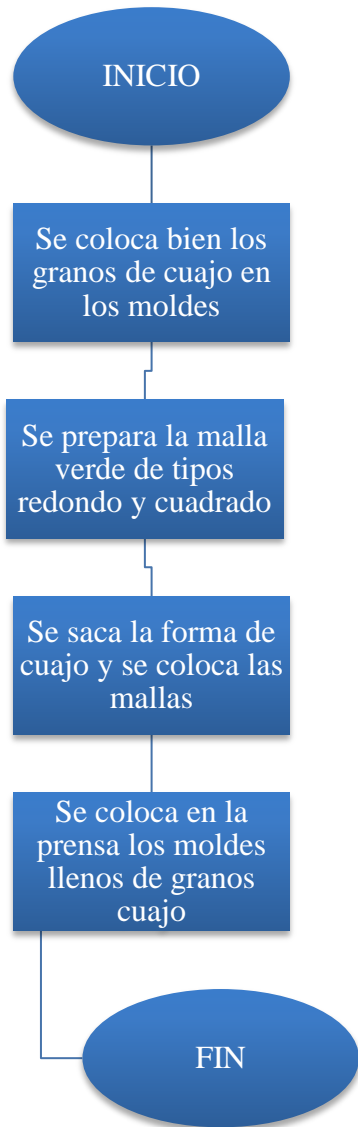 INICIO
Se coloca bien los
granos de cuajo en
los moldes
Se prepara la malla
verde de tipos
redondo y cuadrado
Se saca la forma de
cuajo y se coloca las
mallas
Se coloca en la
prensa los moldes
llenos de granos
cuajo
FIN